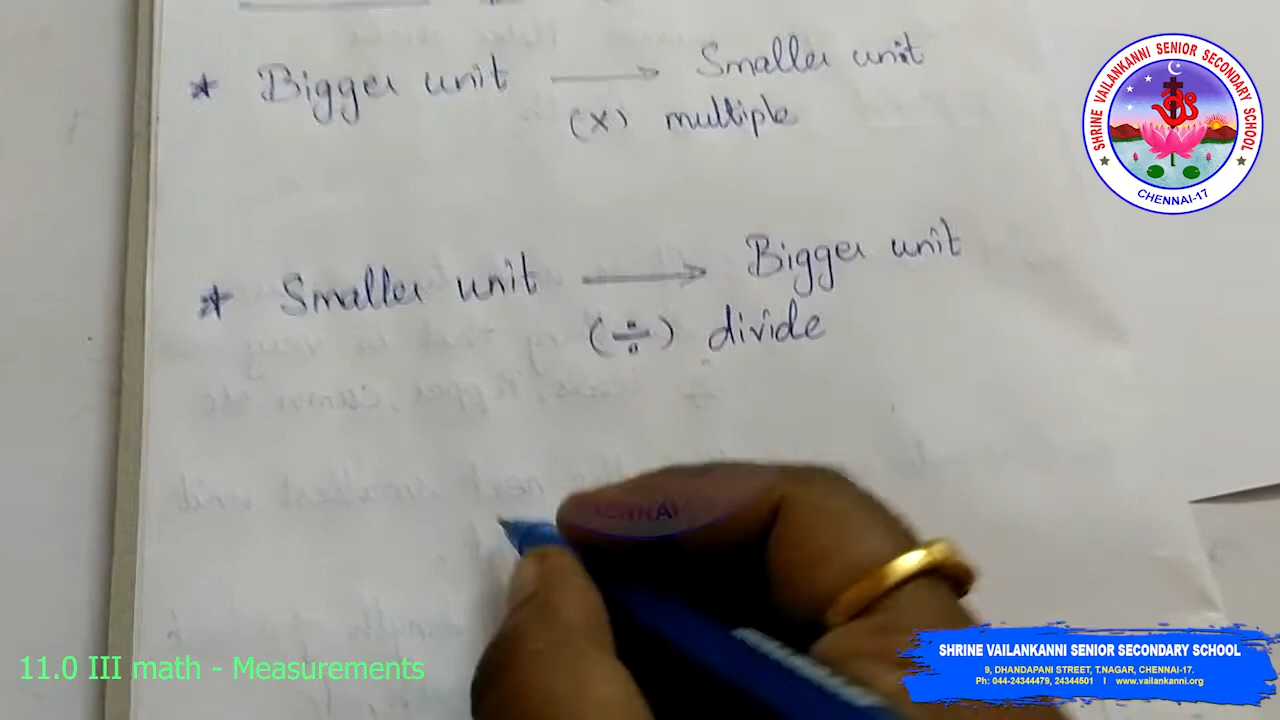 * Bigger unit → Smaller unit
(x) multiple
* Smaller unit → Bigger unit
(÷) divide
SHRINE VAILANKANNI SENIOR SECONDARY SCHOOL
CHENNAI-17
11.0 III math - Measurements
SHRINE VAILANKANNI SENIOR SECONDARY SCHOOL
9, DHANDAPANI STREET, T.NAGAR, CHENNAI-17.
Ph: 044-24344479, 24344501 I www.vailankanni.org